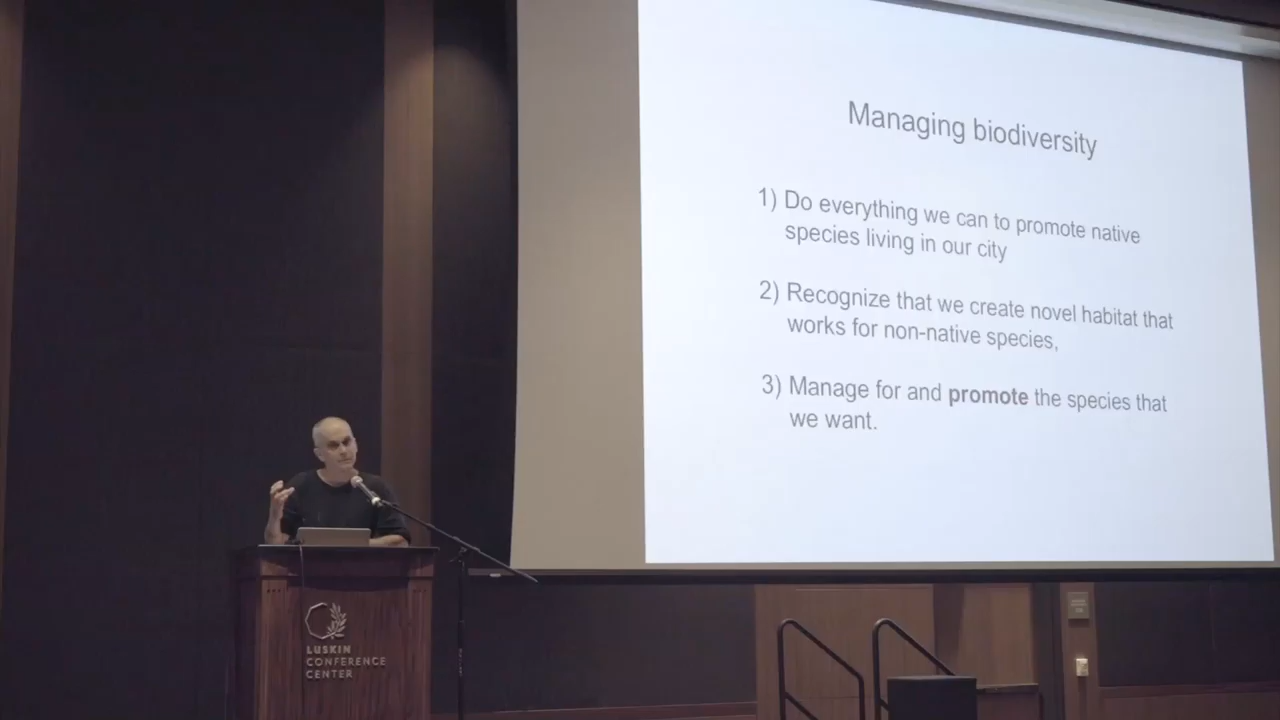 Managing biodiversity
1) Do everything we can to promote native
species living in our city
2) Recognize that we create novel habitat that
works for non-native species,
3) Manage for and promote the species that
we want.
LUSKIN
CONFERENCE
CENTER